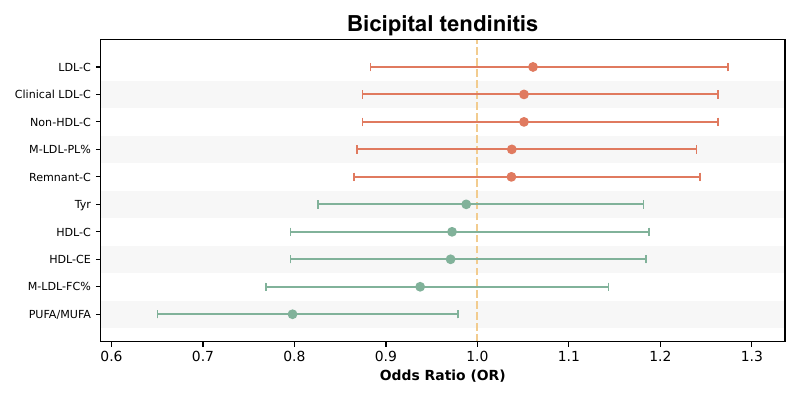 Bicipital tendinitis
LDL-C
Clinical LDL-C
Non-HDL-C
M-LDL-PL%
Remnant-C
Tyr
HDL-C
HDL-CE
M-LDL-FC%
PUFA/MUFA
0.6 0.7 0.8 0.9 1.0 1.1 1.2 1.3
Odds Ratio (OR)